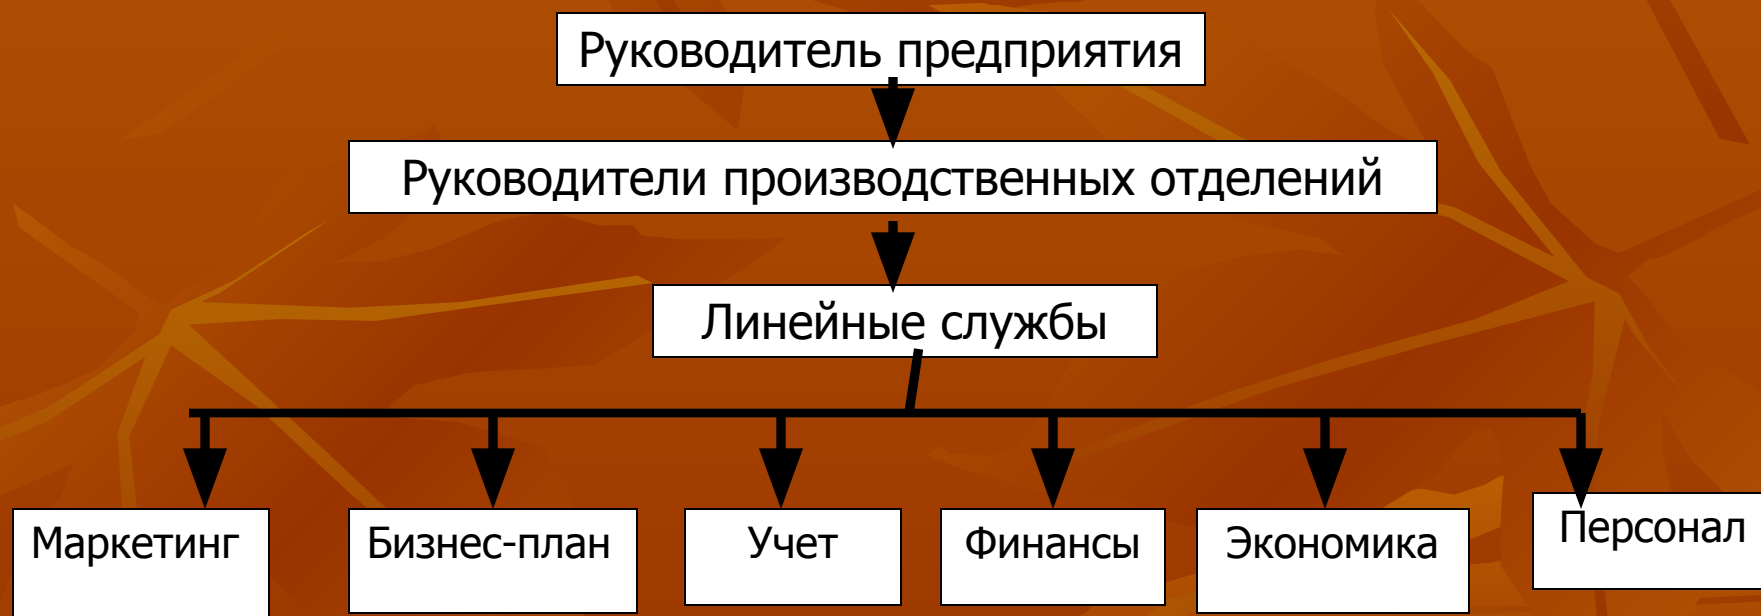 Руководитель предприятия
Руководители производственных отделений
Линейные службы
Маркетинг
Бизнес-план
Учет
Финансы
Экономика
Персонал